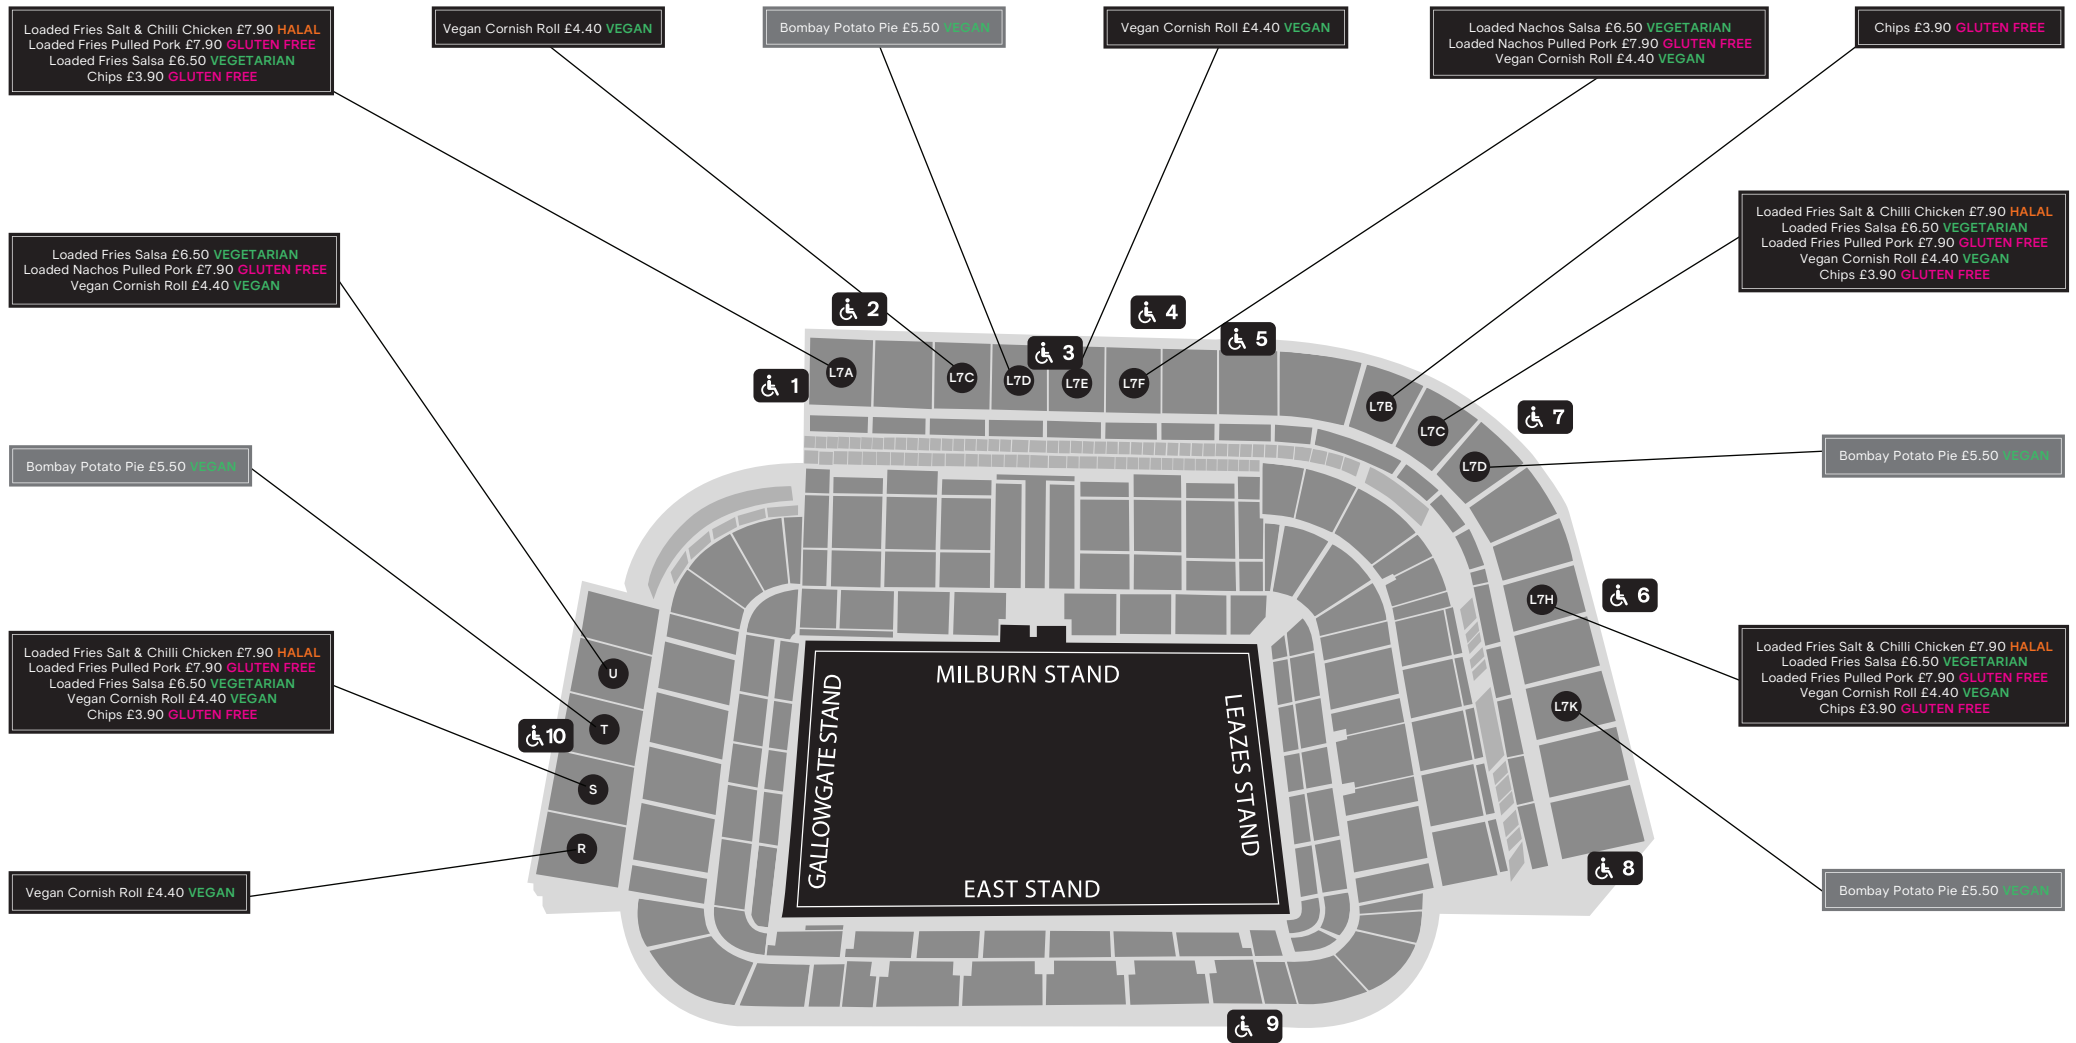 Loaded Fries Salt & Chilli Chicken £7.90 HALAL
Loaded Fries Pulled Pork £7.90 GLUTEN FREE
Loaded Fries Salsa £6.50 VEGETARIAN
Chips £3.90 GLUTEN FREE
Vegan Cornish Roll £4.40 VEGAN
Bombay Potato Pie £5.50 VEGAN
Vegan Cornish Roll £4.40 VEGAN
Loaded Nachos Salsa £6.50 VEGETARIAN
Loaded Nachos Pulled Pork £7.90 GLUTEN FREE
Vegan Cornish Roll £4.40 VEGAN
Chips £3.90 GLUTEN FREE
Loaded Fries Salt & Chilli Chicken £7.90 HALAL
Loaded Fries Salsa £6.50 VEGETARIAN
Loaded Fries Pulled Pork £7.90 GLUTEN FREE
Vegan Cornish Roll £4.40 VEGAN
Chips £3.90 GLUTEN FREE
Loaded Fries Salsa £6.50 VEGETARIAN
Loaded Nachos Pulled Pork £7.90 GLUTEN FREE
Vegan Cornish Roll £4.40 VEGAN
2
4
5
3
1
L7A
L7C
L7D
L7E
L7F
L7B
L7C
7
L7D
Bombay Potato Pie £5.50 VEGAN
Bombay Potato Pie £5.50 VEGAN
L7H
6
Loaded Fries Salt & Chilli Chicken £7.90 HALAL
Loaded Fries Pulled Pork £7.90 GLUTEN FREE
Loaded Fries Salsa £6.50 VEGETARIAN
Vegan Cornish Roll £4.40 VEGAN
Chips £3.90 GLUTEN FREE
Loaded Fries Salt & Chilli Chicken £7.90 HALAL
Loaded Fries Salsa £6.50 VEGETARIAN
Loaded Fries Pulled Pork £7.90 GLUTEN FREE
Vegan Cornish Roll £4.40 VEGAN
Chips £3.90 GLUTEN FREE
U
T
10
S
R
MILBURN STAND
GALLOWGATE STAND
LEAZES STAND
EAST STAND
L7K
8
Vegan Cornish Roll £4.40 VEGAN
Bombay Potato Pie £5.50 VEGAN
9